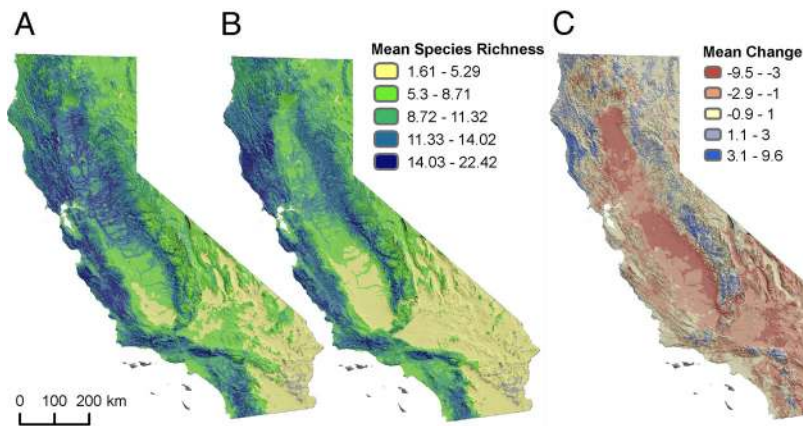 A
B
Mean Species Richness
1.61 - 5.29
5.3 - 8.71
8.72 - 11.32
11.33 - 14.02
14.03 - 22.42
C
Mean Change
-9.5 - -3
-2.9 - -1
-0.9 - 1
1.1 - 3
3.1 - 9.6
0 100 200 km